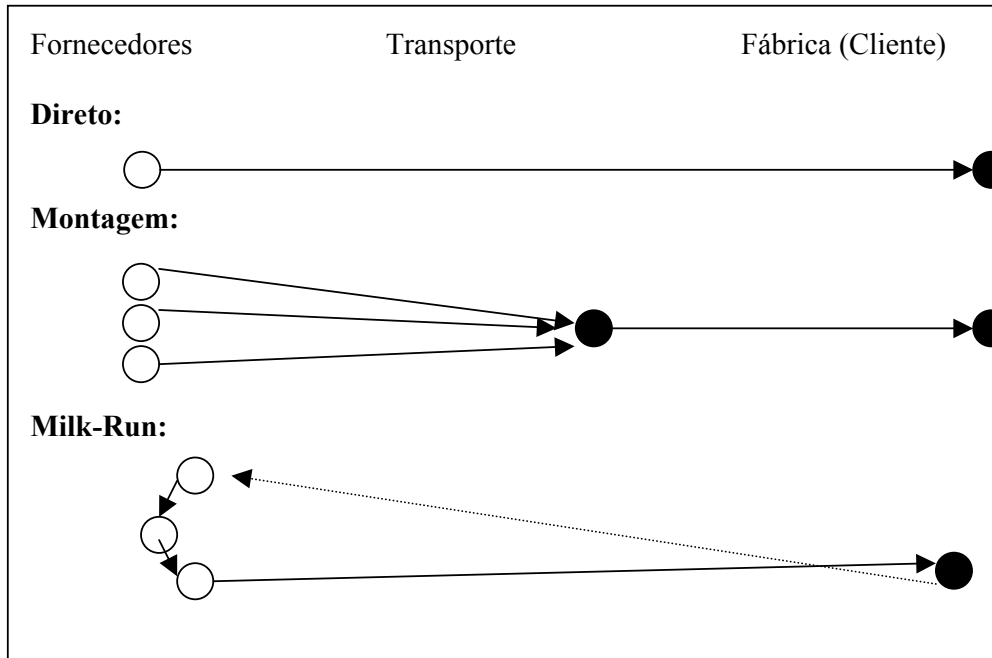 Fornecedores Transporte Fábrica (Cliente)
Direto:
Montagem:
Milk-Run: